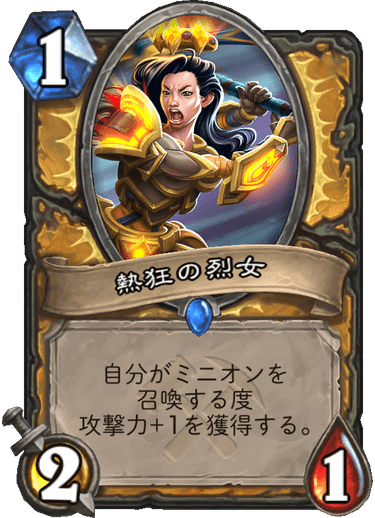 1
熱狂の烈女
自分がミニオンを
召喚する度
攻撃力+1を獲得する。
2
1